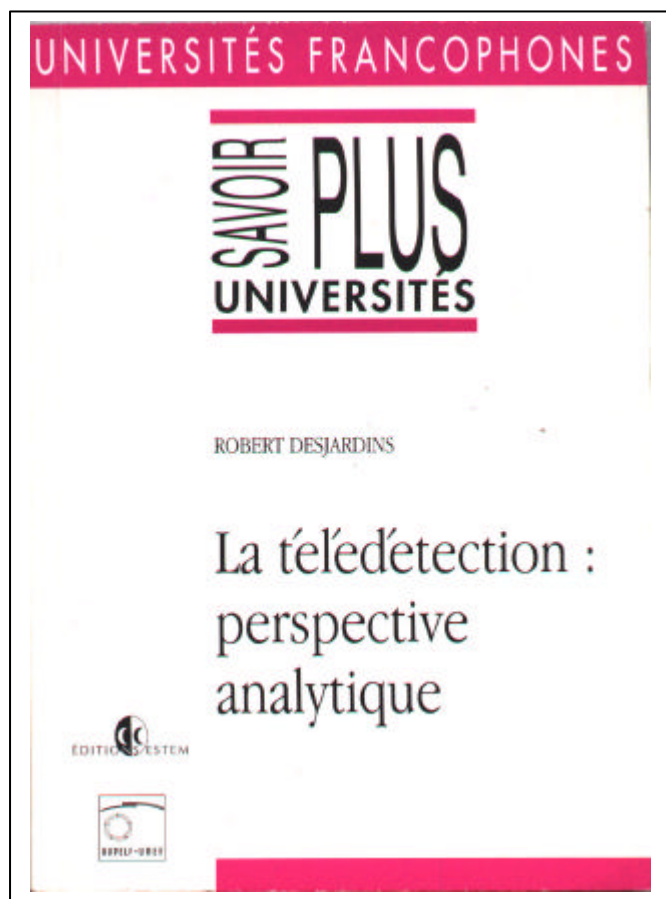 UNIVERSITÉS FRANCOPHONES
SAVOIR
PLUS
UNIVERSITÉS
ROBERT DESJARDINS
La télédétection :
perspective
analytique
ÉDITIONS ESTEM
AUPELF-UREF